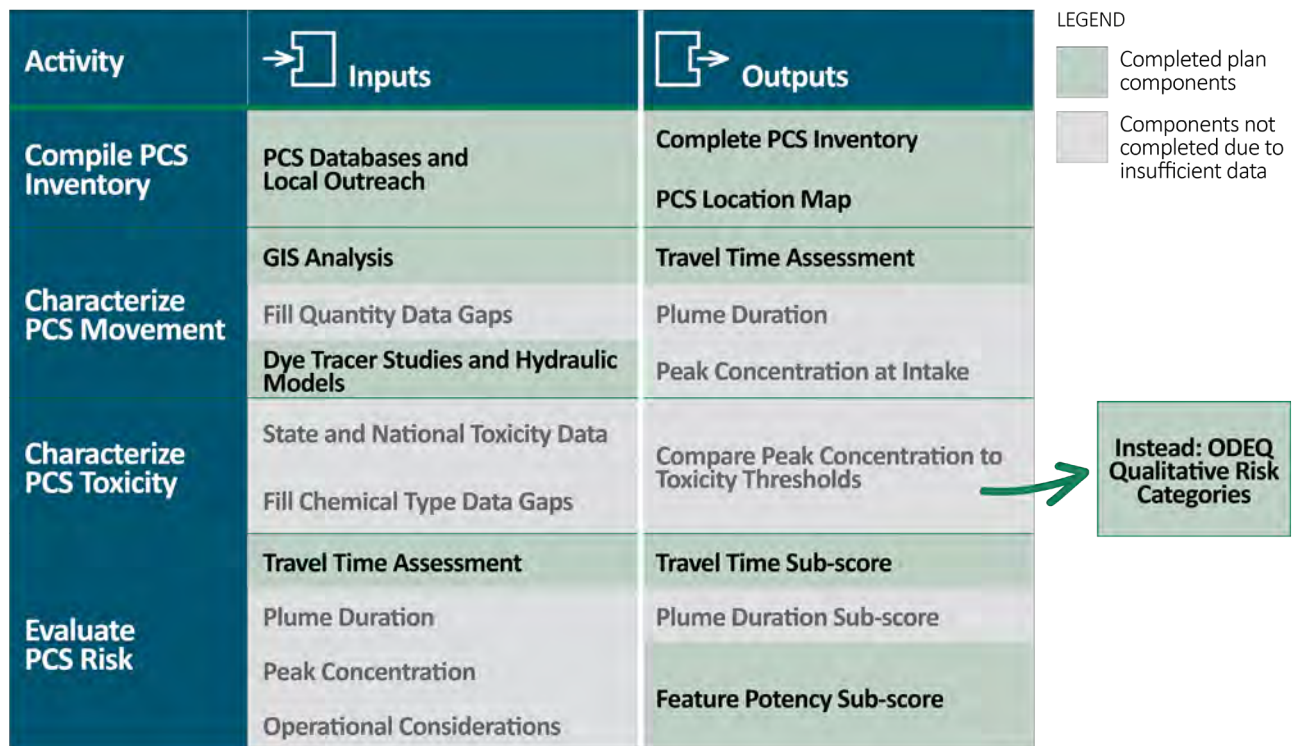 Activity
Inputs
Outputs
LEGEND
Completed plan
components
Components not
completed due to
insufficient data
Compile PCS
Inventory
PCS Databases and
Local Outreach
Complete PCS Inventory
PCS Location Map
Characterize
PCS Movement
GIS Analysis
Fill Quantity Data Gaps
Dye Tracer Studies and Hydraulic
Models
Travel Time Assessment
Plume Duration
Peak Concentration at Intake
Characterize
PCS Toxicity
State and National Toxicity Data
Fill Chemical Type Data Gaps
Compare Peak Concentration to
Toxicity Thresholds
Instead: ODEQ
Qualitative Risk
Categories
Evaluate
PCS Risk
Travel Time Assessment
Plume Duration
Peak Concentration
Operational Considerations
Travel Time Sub-score
Plume Duration Sub-score
Feature Potency Sub-score